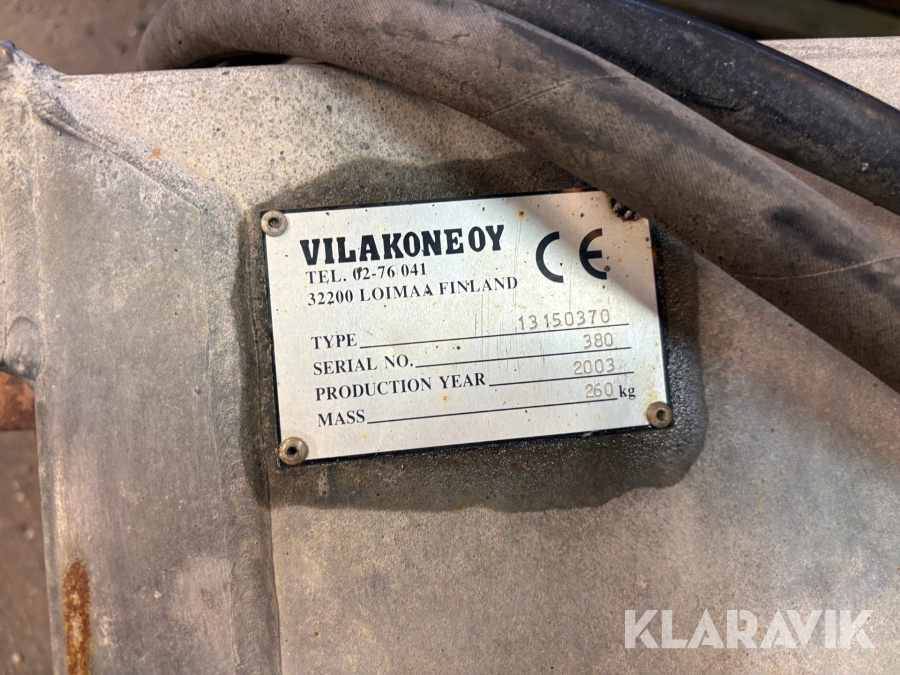 VILAKONE OY
TEL. 02-76 041
32200 LOIMAA FINLAND
CE
TYPE 13150370
SERIAL NO. 380
PRODUCTION YEAR 2003
MASS 260 kg
KLARAVIK